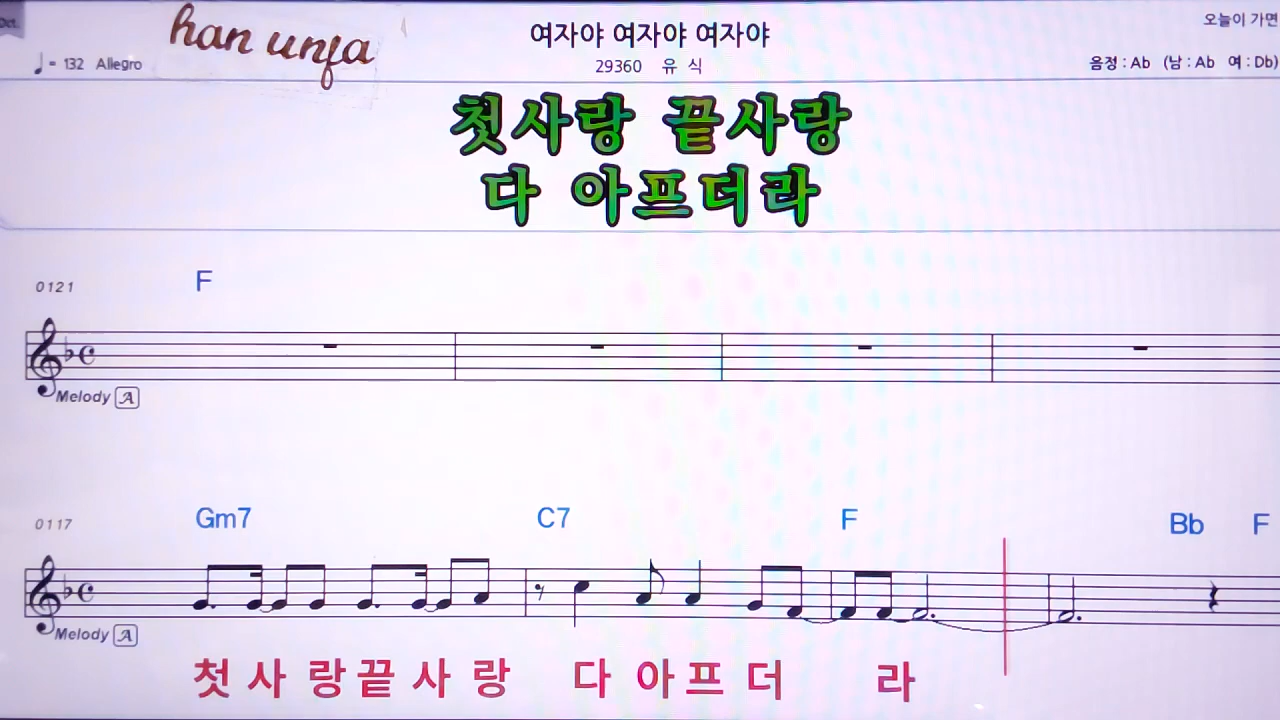 Oct.
han unfa
여자야 여자야 여자야
오늘이 가면
♩ = 132 Allegro
29360 유 식
음정 : Ab (남 : Ab 여 : Db)
첫사랑 끝사랑
다 아프더라
0121
F
Melody A
0117
Gm7 C7 F Bb F
Melody A
첫 사 랑 끝 사 랑 다 아 프 더 라